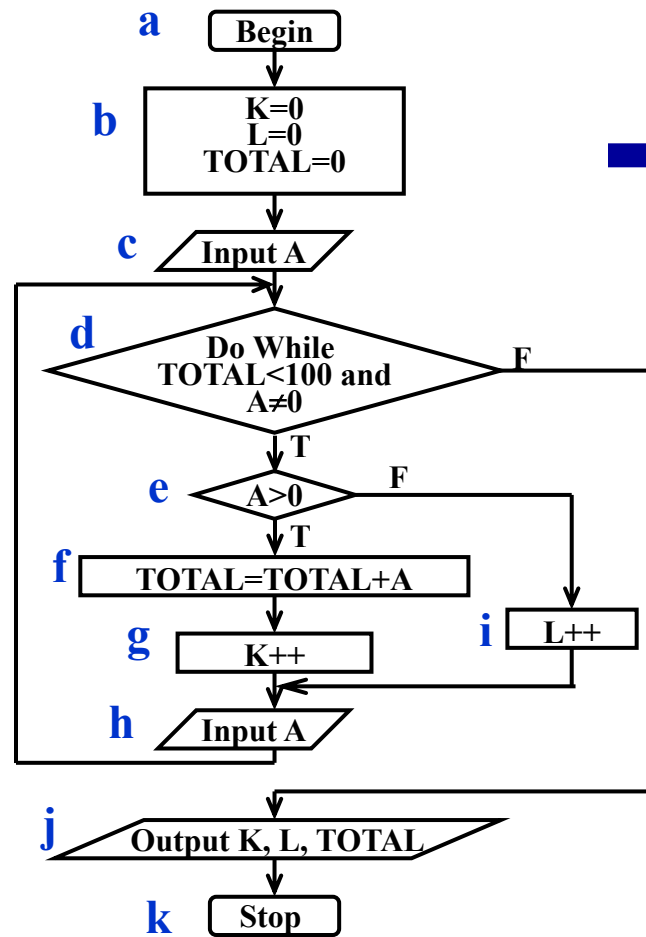 a
Begin
b
K=0
L=0
TOTAL=0
c
Input A
d
Do While
TOTAL<100 and
A≠0
F
T
e
A>0
F
T
f
TOTAL=TOTAL+A
g
K++
i
L++
h
Input A
j
Output K, L, TOTAL
k
Stop